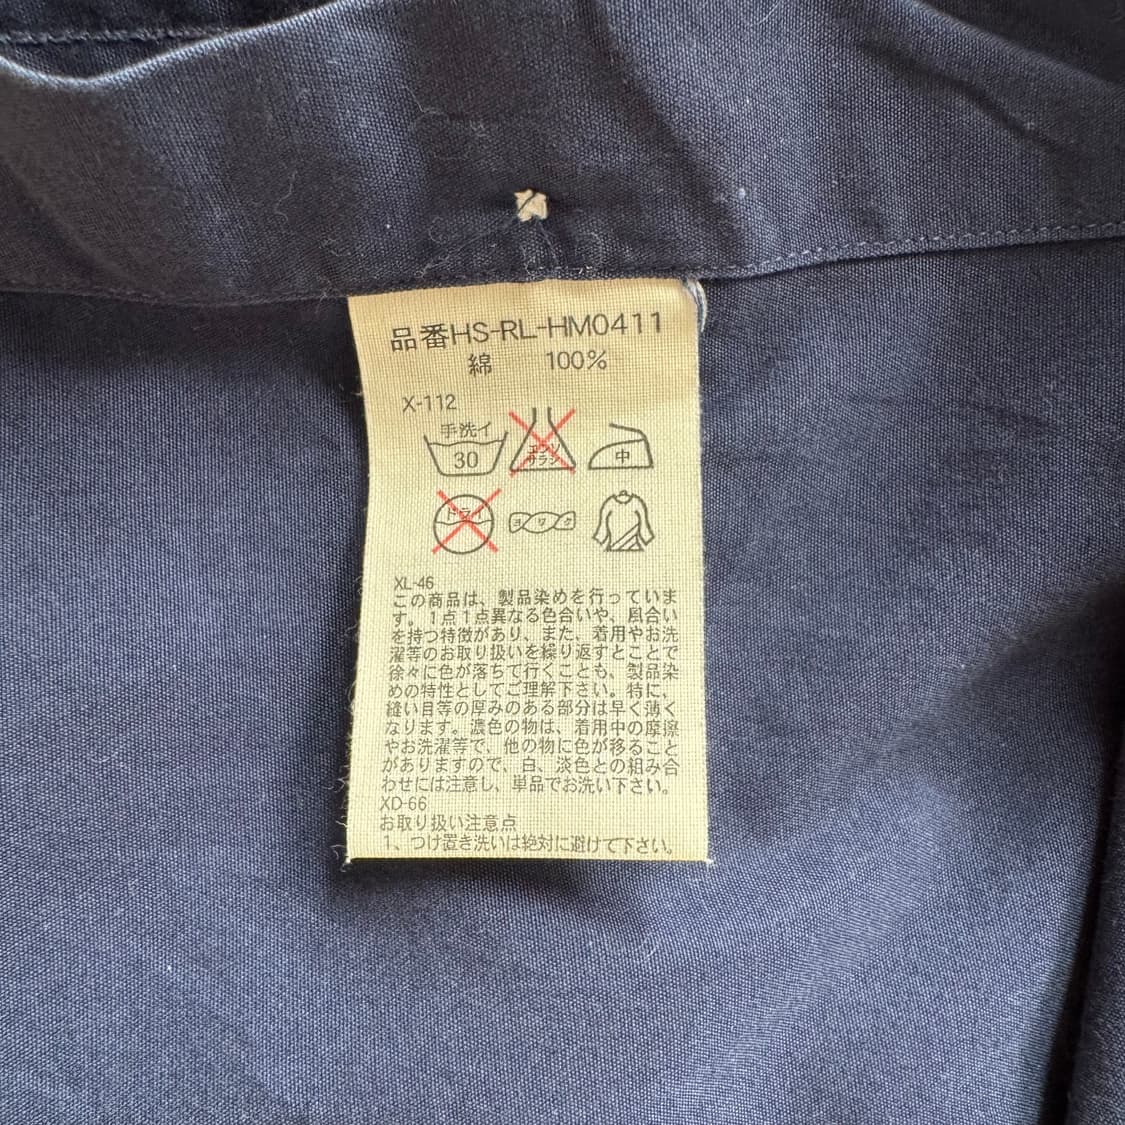 品番HS-RL-HM0411
綿 100%
X-112
手洗イ
30
エンソ
サラシ
中
ドライ
ヨワク
XL-46
この商品は、製品染めを行っていま
す。1点1点異なる色合いや、風合い
を持つ特徴があり、また、着用やお洗
濯等のお取り扱いを繰り返すとことで
徐々に色が落ちて行くことも、製品染
めの特性としてご理解下さい。特に、
縫い目等の厚みのある部分は早く薄く
なります。濃色の物は、着用中の摩擦
やお洗濯等で、他の物に色が移ること
がありますので、白、淡色との組み合
わせには注意し、単品でお洗い下さい。
XD-66
お取り扱い注意点
1、つけ置き洗いは絶対に避けて下さい。